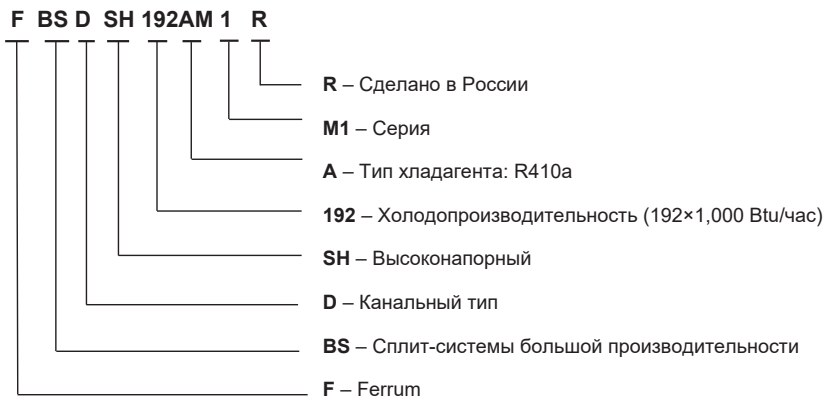 F BS D SH 192AM 1 R
R – Сделано в России
M1 – Серия
A – Тип хладагента: R410a
192 – Холодопроизводительность (192×1,000 Btu/час)
SH – Высоконапорный
D – Канальный тип
BS – Сплит-системы большой производительности
F – Ferrum